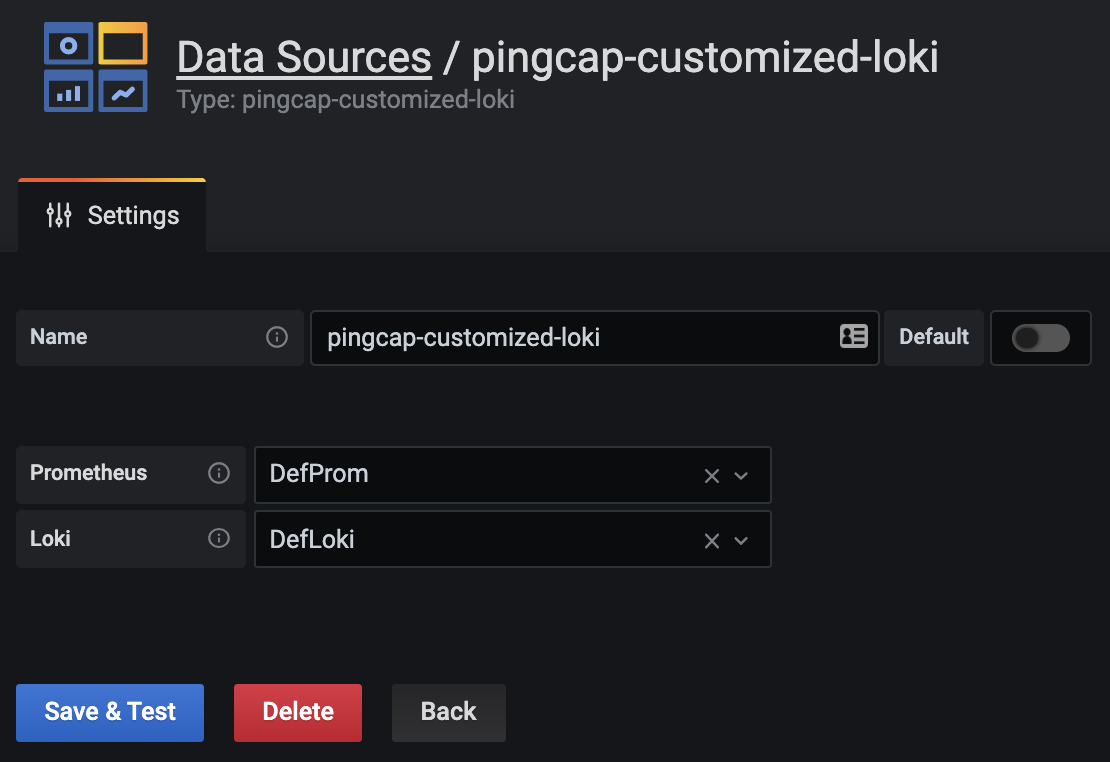 Data Sources / pingcap-customized-loki
Type: pingcap-customized-loki
Settings
Name pingcap-customized-loki Default
Prometheus DefProm
Loki DefLoki
Save & Test Delete Back